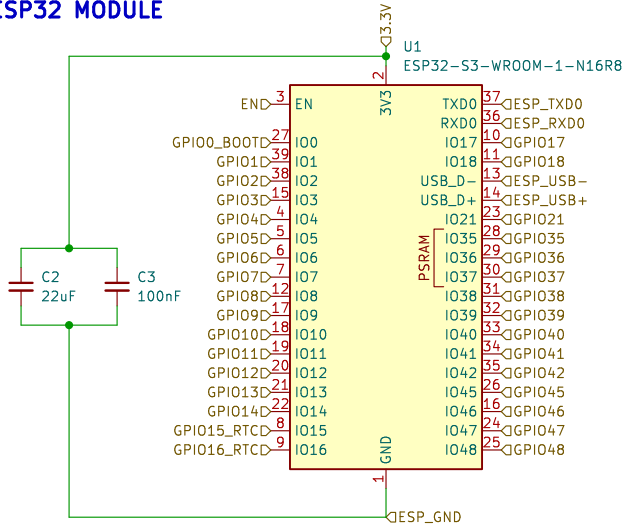 ESP32 MODULE
3.3V
U1
ESP32-S3-WROOM-1-N16R8
2
3V3
EN 3 EN
TXD0 37 ESP_TXD0
RXD0 36 ESP_RXD0
GPIO0_BOOT 27 IO0
IO17 10 GPIO17
GPIO1 39 IO1
IO18 11 GPIO18
GPIO2 38 IO2
USB_D- 13 ESP_USB-
GPIO3 15 IO3
USB_D+ 14 ESP_USB+
GPIO4 4 IO4
IO21 23 GPIO21
GPIO5 5 IO5
IO35 28 GPIO35
GPIO6 6 IO6
PSRAM
IO36 29 GPIO36
GPIO7 7 IO7
IO37 30 GPIO37
GPIO8 12 IO8
IO38 31 GPIO38
GPIO9 17 IO9
IO39 32 GPIO39
GPIO10 18 IO10
IO40 33 GPIO40
GPIO11 19 IO11
IO41 34 GPIO41
GPIO12 20 IO12
IO42 35 GPIO42
GPIO13 21 IO13
IO45 26 GPIO45
GPIO14 22 IO14
IO46 16 GPIO46
GPIO15_RTC 8 IO15
IO47 24 GPIO47
GPIO16_RTC 9 IO16
IO48 25 GPIO48
C2
22uF
C3
100nF
GND
1
ESP_GND